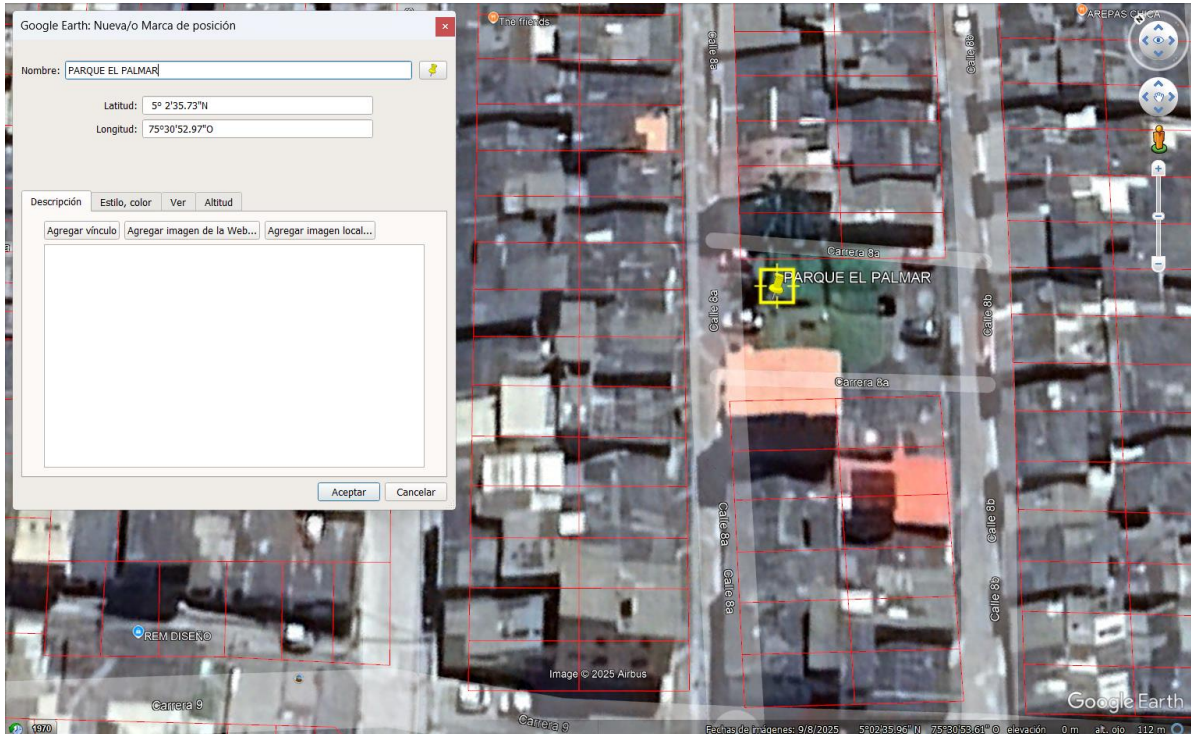 Google Earth: Nueva/o Marca de posición
Nombre: PARQUE EL PALMAR
Latitud: 5° 2'35.73"N
Longitud: 75°30'52.97"O
Descripción Estilo, color Ver Altitud
Agregar vínculo Agregar imagen de la Web... Agregar imagen local...
Aceptar Cancelar
The friends
AREPAS CHICA
Calle 8a
Calle 8b
Carrera 8a
PARQUE EL PALMAR
Calle 8a
Calle 8b
Carrera 8a
Calle 8a
Calle 8b
Calle 8a
Calle 8b
REM DISEÑO
Image © 2025 Airbus
Carrera 9
Carrera 9
Google Earth
1970
Fechas de imágenes: 9/8/2025 5°02'35.96" N 75°30'53.61" O elevación 0 m alt. ojo 112 m